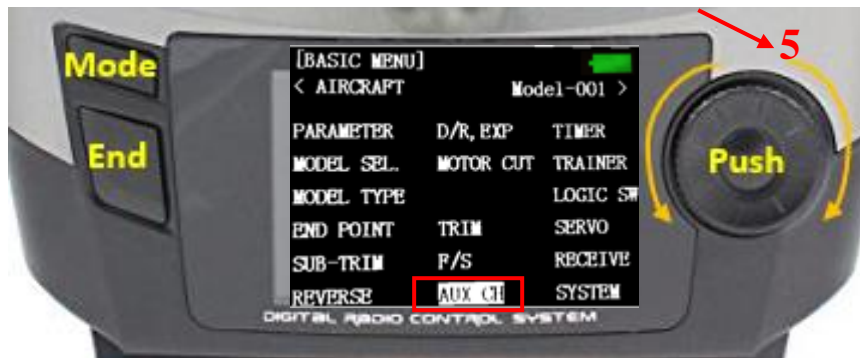 5
Mode
End
Push
[BASIC MENU]
< AIRCRAFT Model-001 >
PARAMETER D/R,EXP TIMER
MODEL SEL. MOTOR CUT TRAINER
MODEL TYPE LOGIC SW
END POINT TRIM SERVO
SUB-TRIM F/S RECEIVE
REVERSE AUX CH SYSTEM
DIGITAL RADIO CONTROL SYSTEM